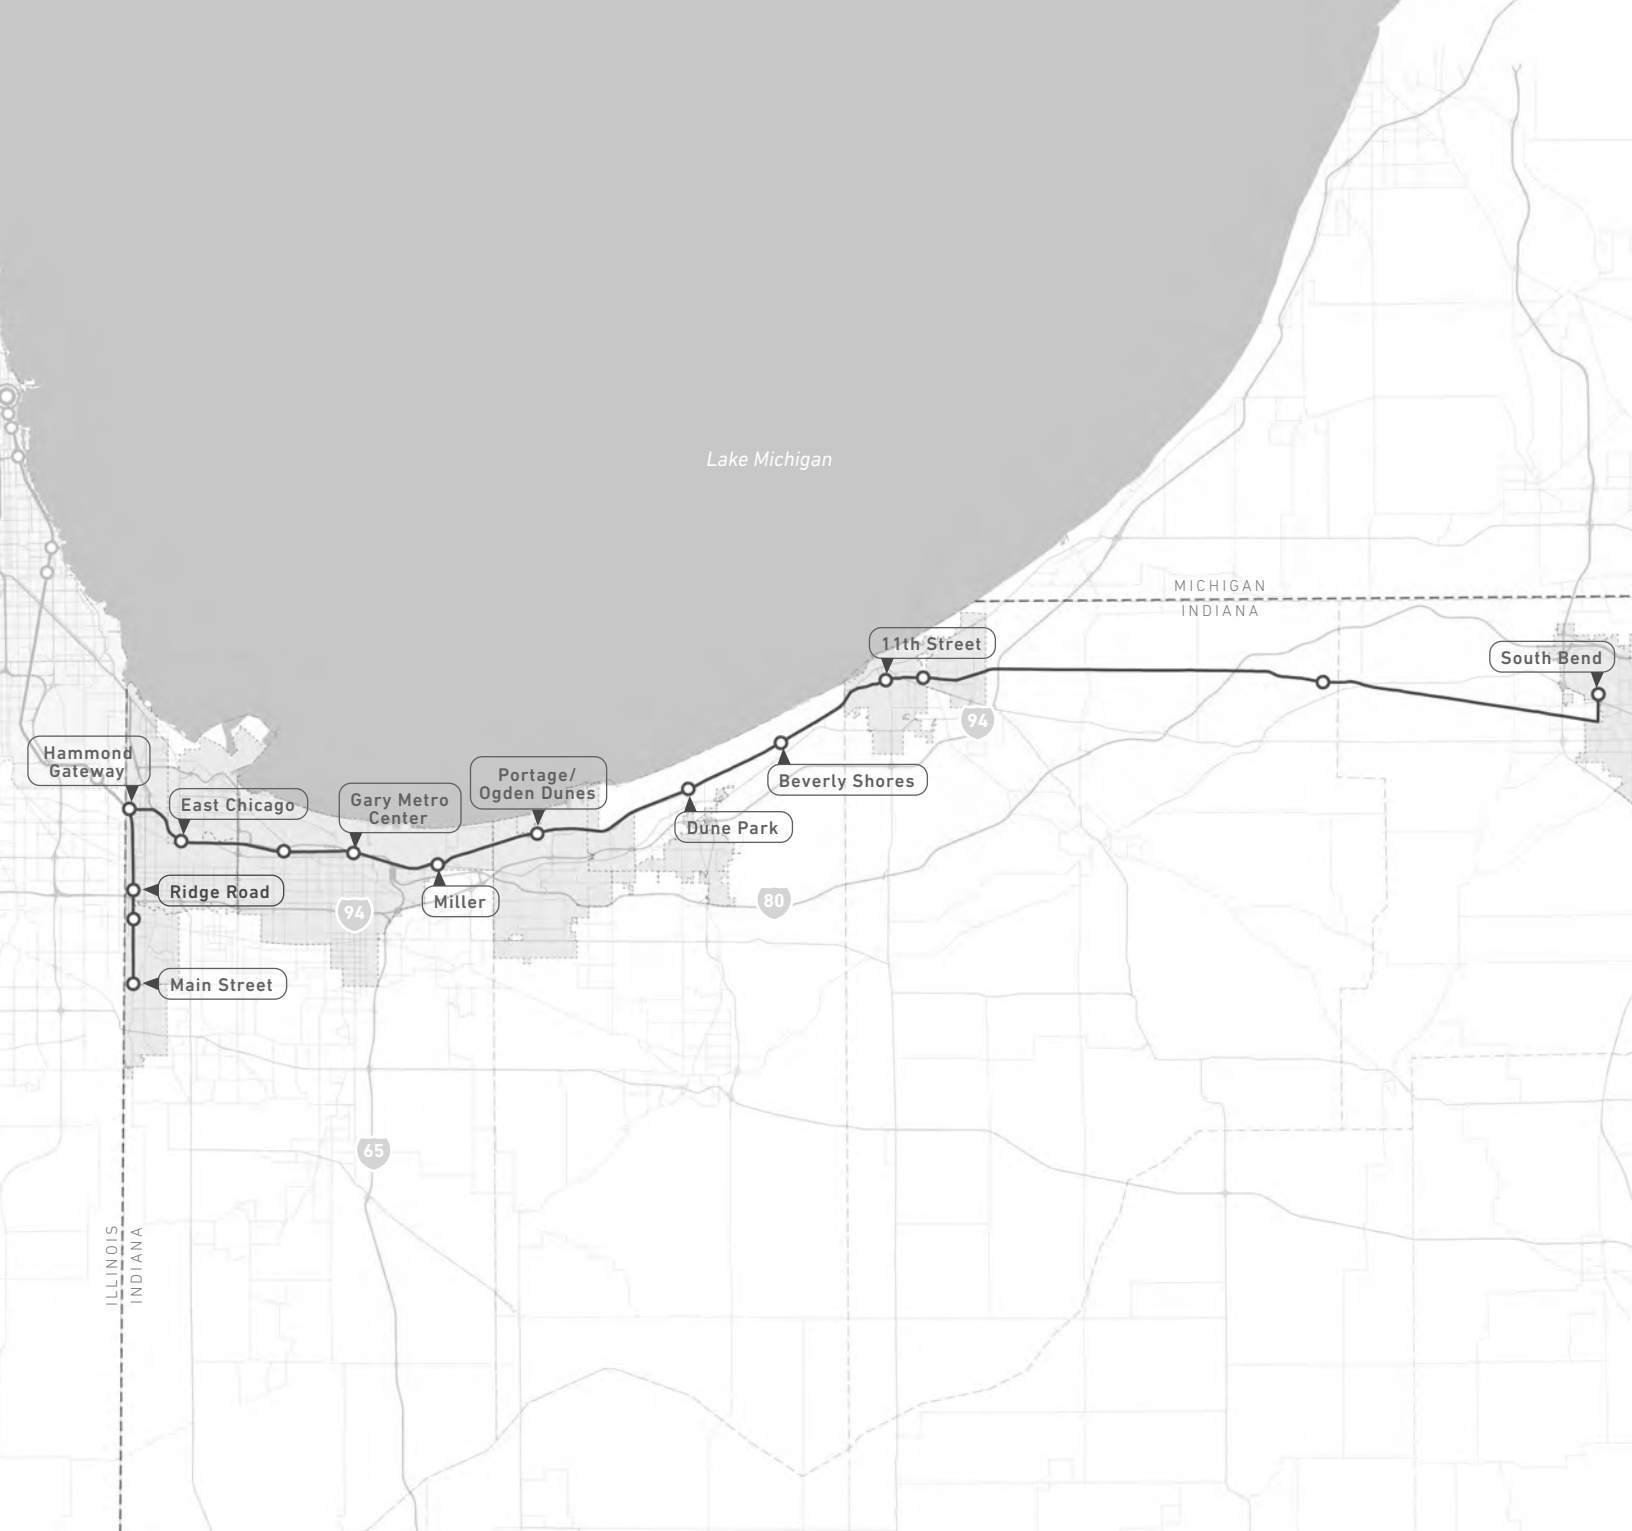 Lake Michigan
MICHIGAN
INDIANA
11th Street
South Bend
94
Hammond
Gateway
Beverly Shores
Portage/
Ogden Dunes
East Chicago
Gary Metro
Center
Dune Park
Ridge Road
Miller
80
94
Main Street
65
ILLINOIS
INDIANA